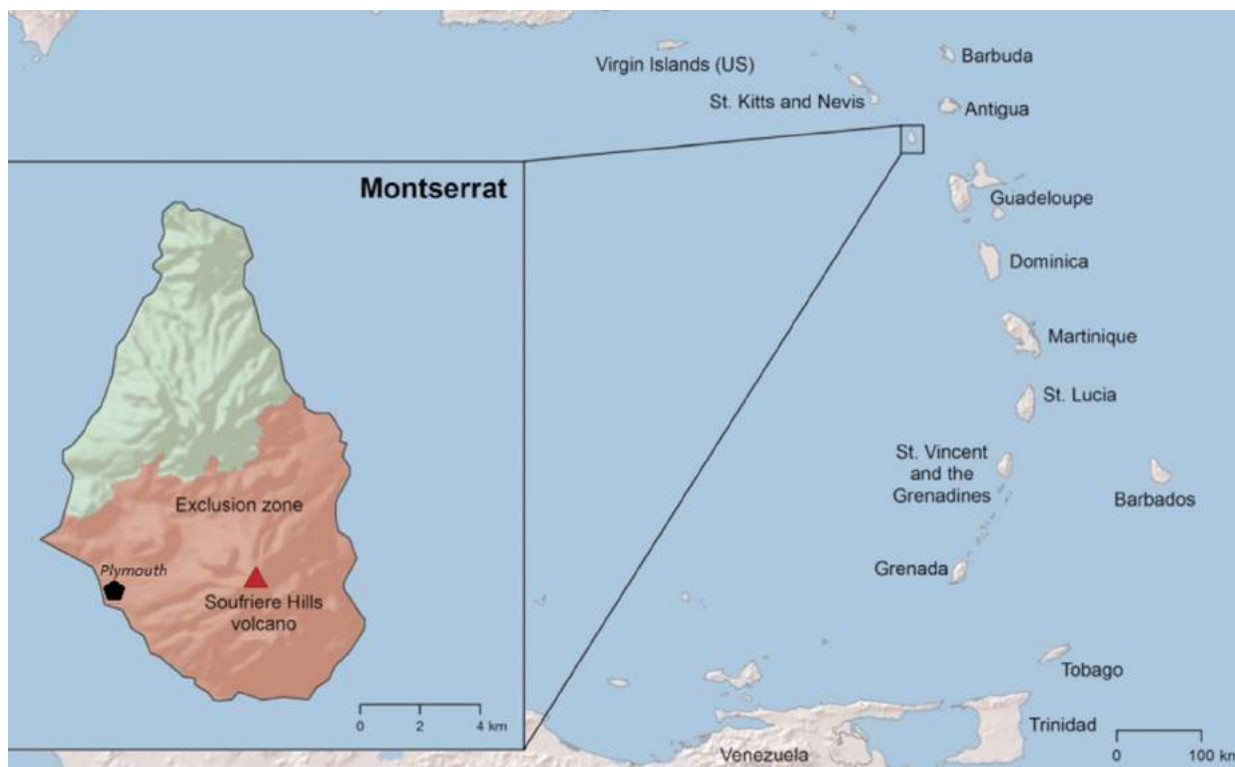 Virgin Islands (US)
Barbuda
St. Kitts and Nevis
Antigua
Montserrat
Guadeloupe
Dominica
Martinique
St. Lucia
St. Vincent
and the
Grenadines
Barbados
Exclusion zone
Plymouth
Soufriere Hills
volcano
Grenada
Tobago
0 2 4 km
Trinidad
Venezuela
0 100 km